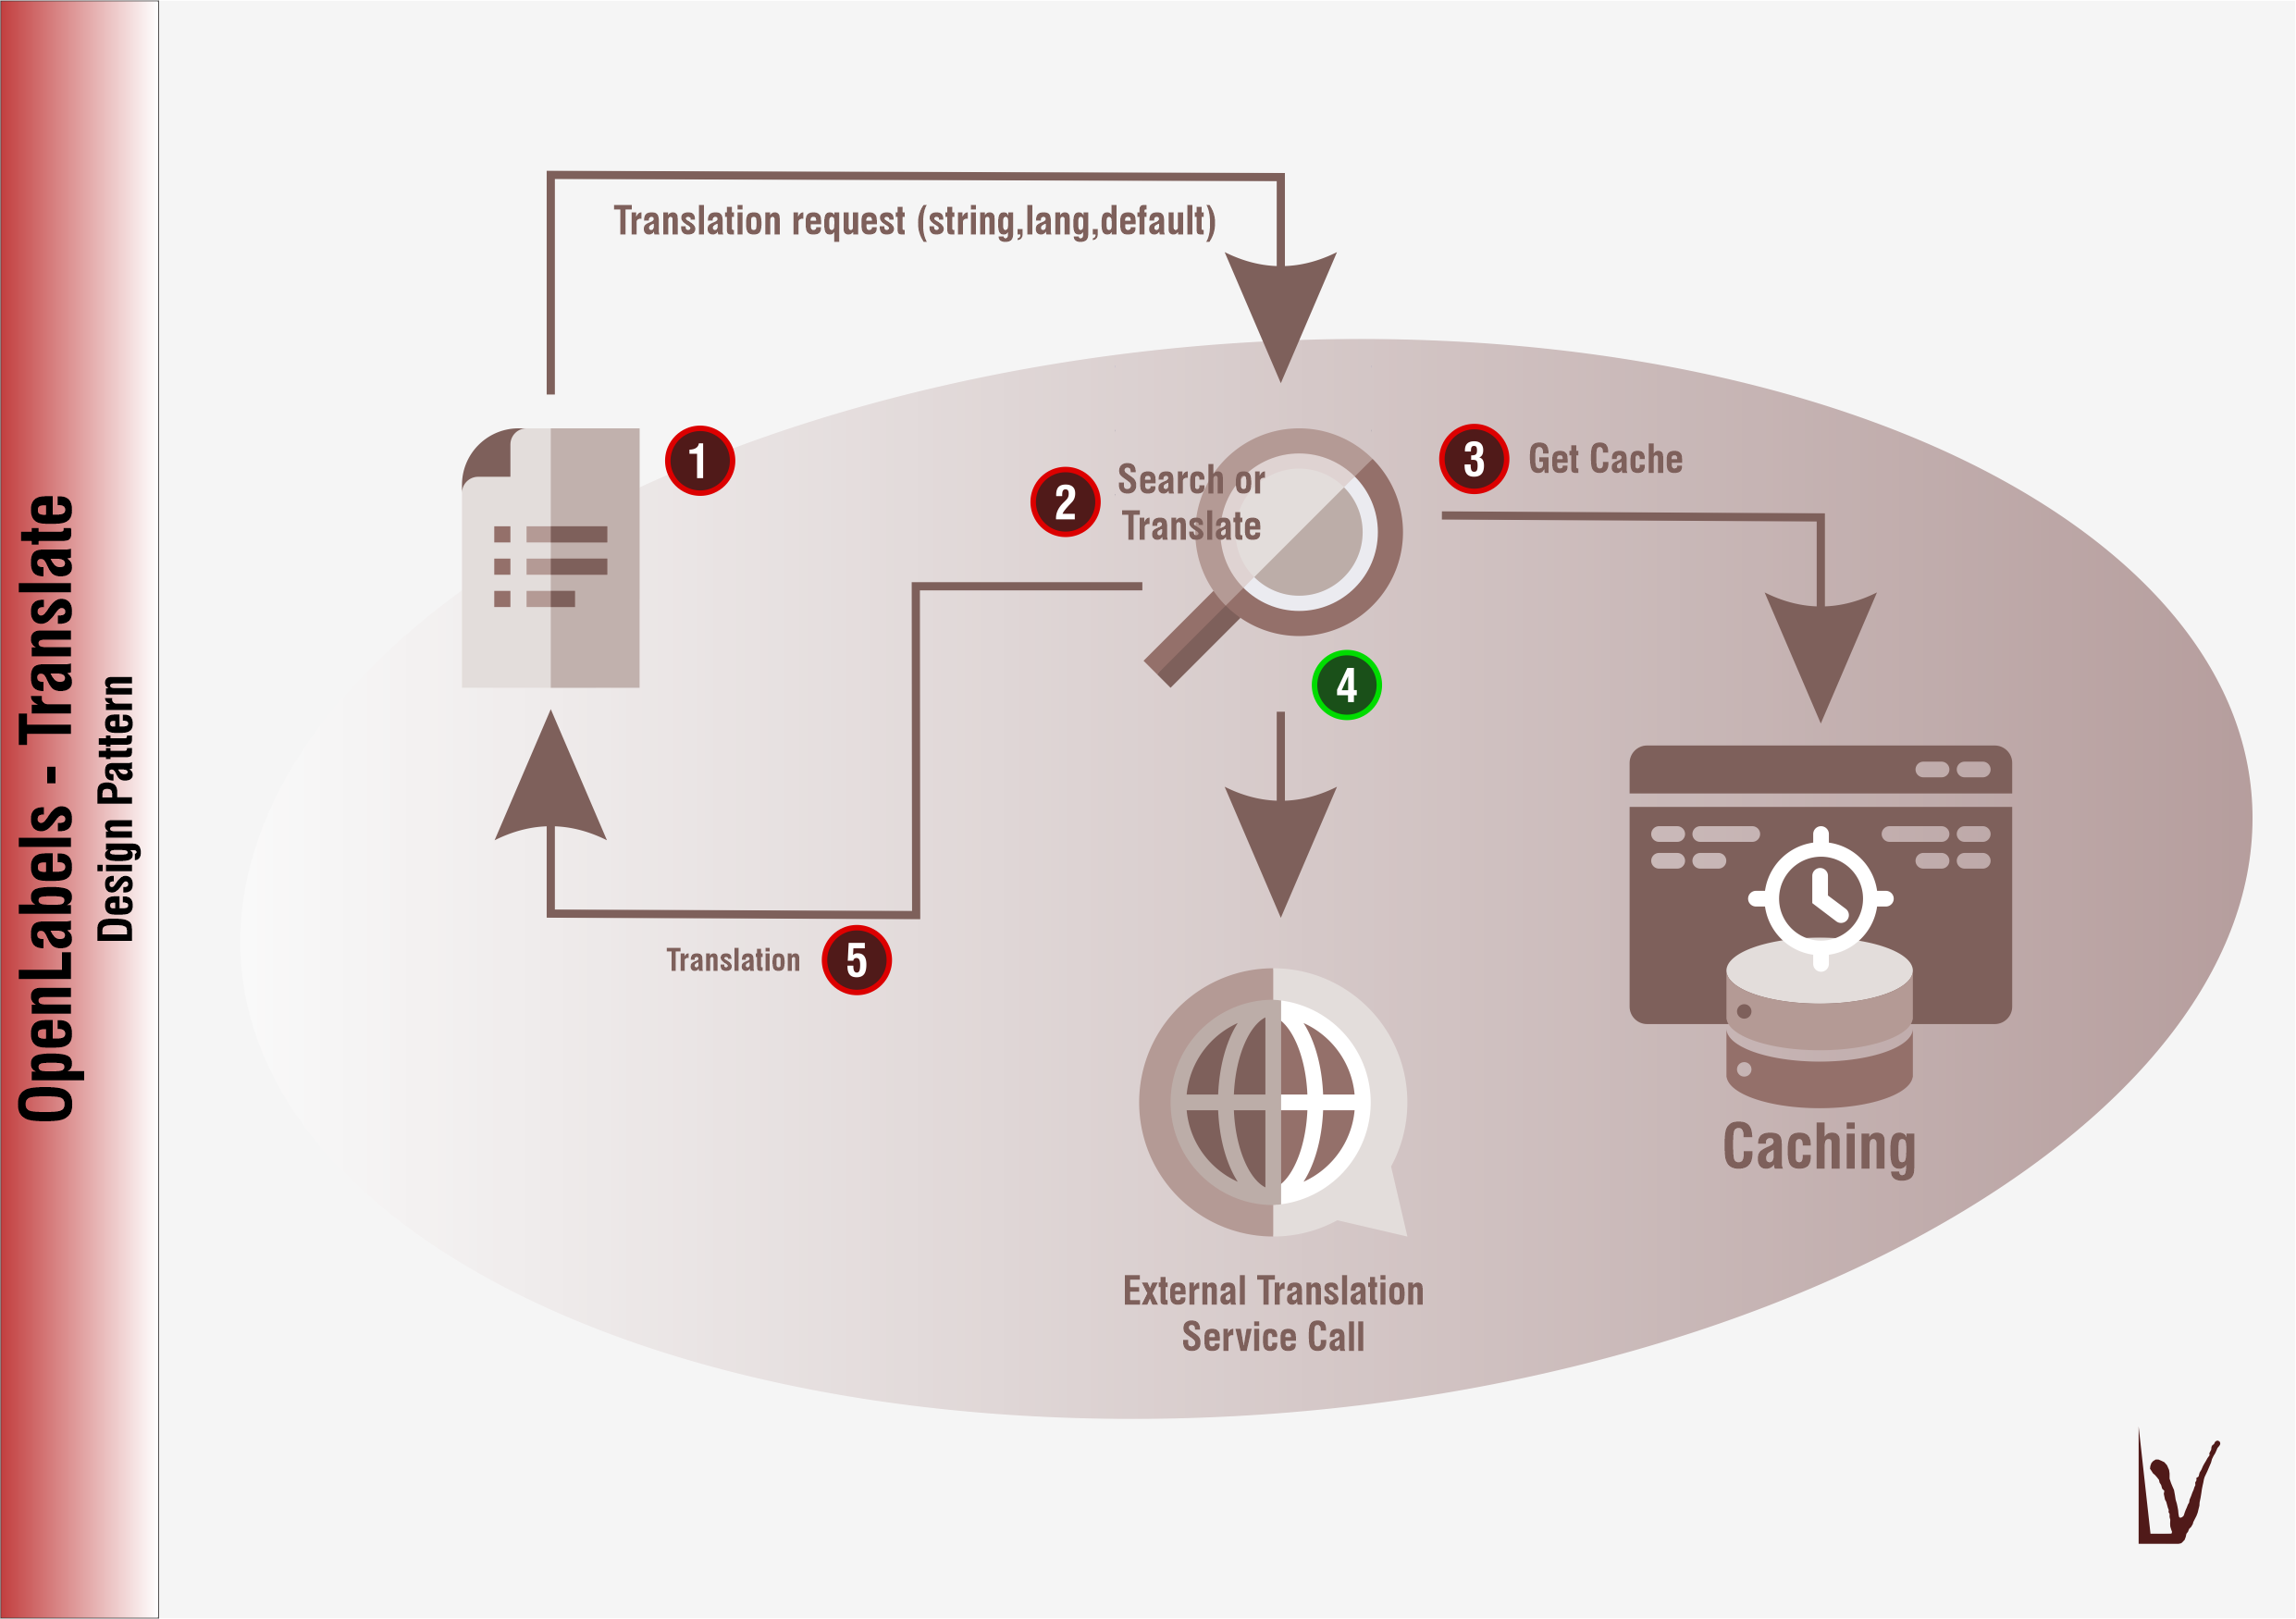 OpenLabels - Translate
Design Pattern
Translation request (string,lang,default)
1
2
Search or
Translate
3
Get Cache
4
Translation
5
Caching
External Translation
Service Call